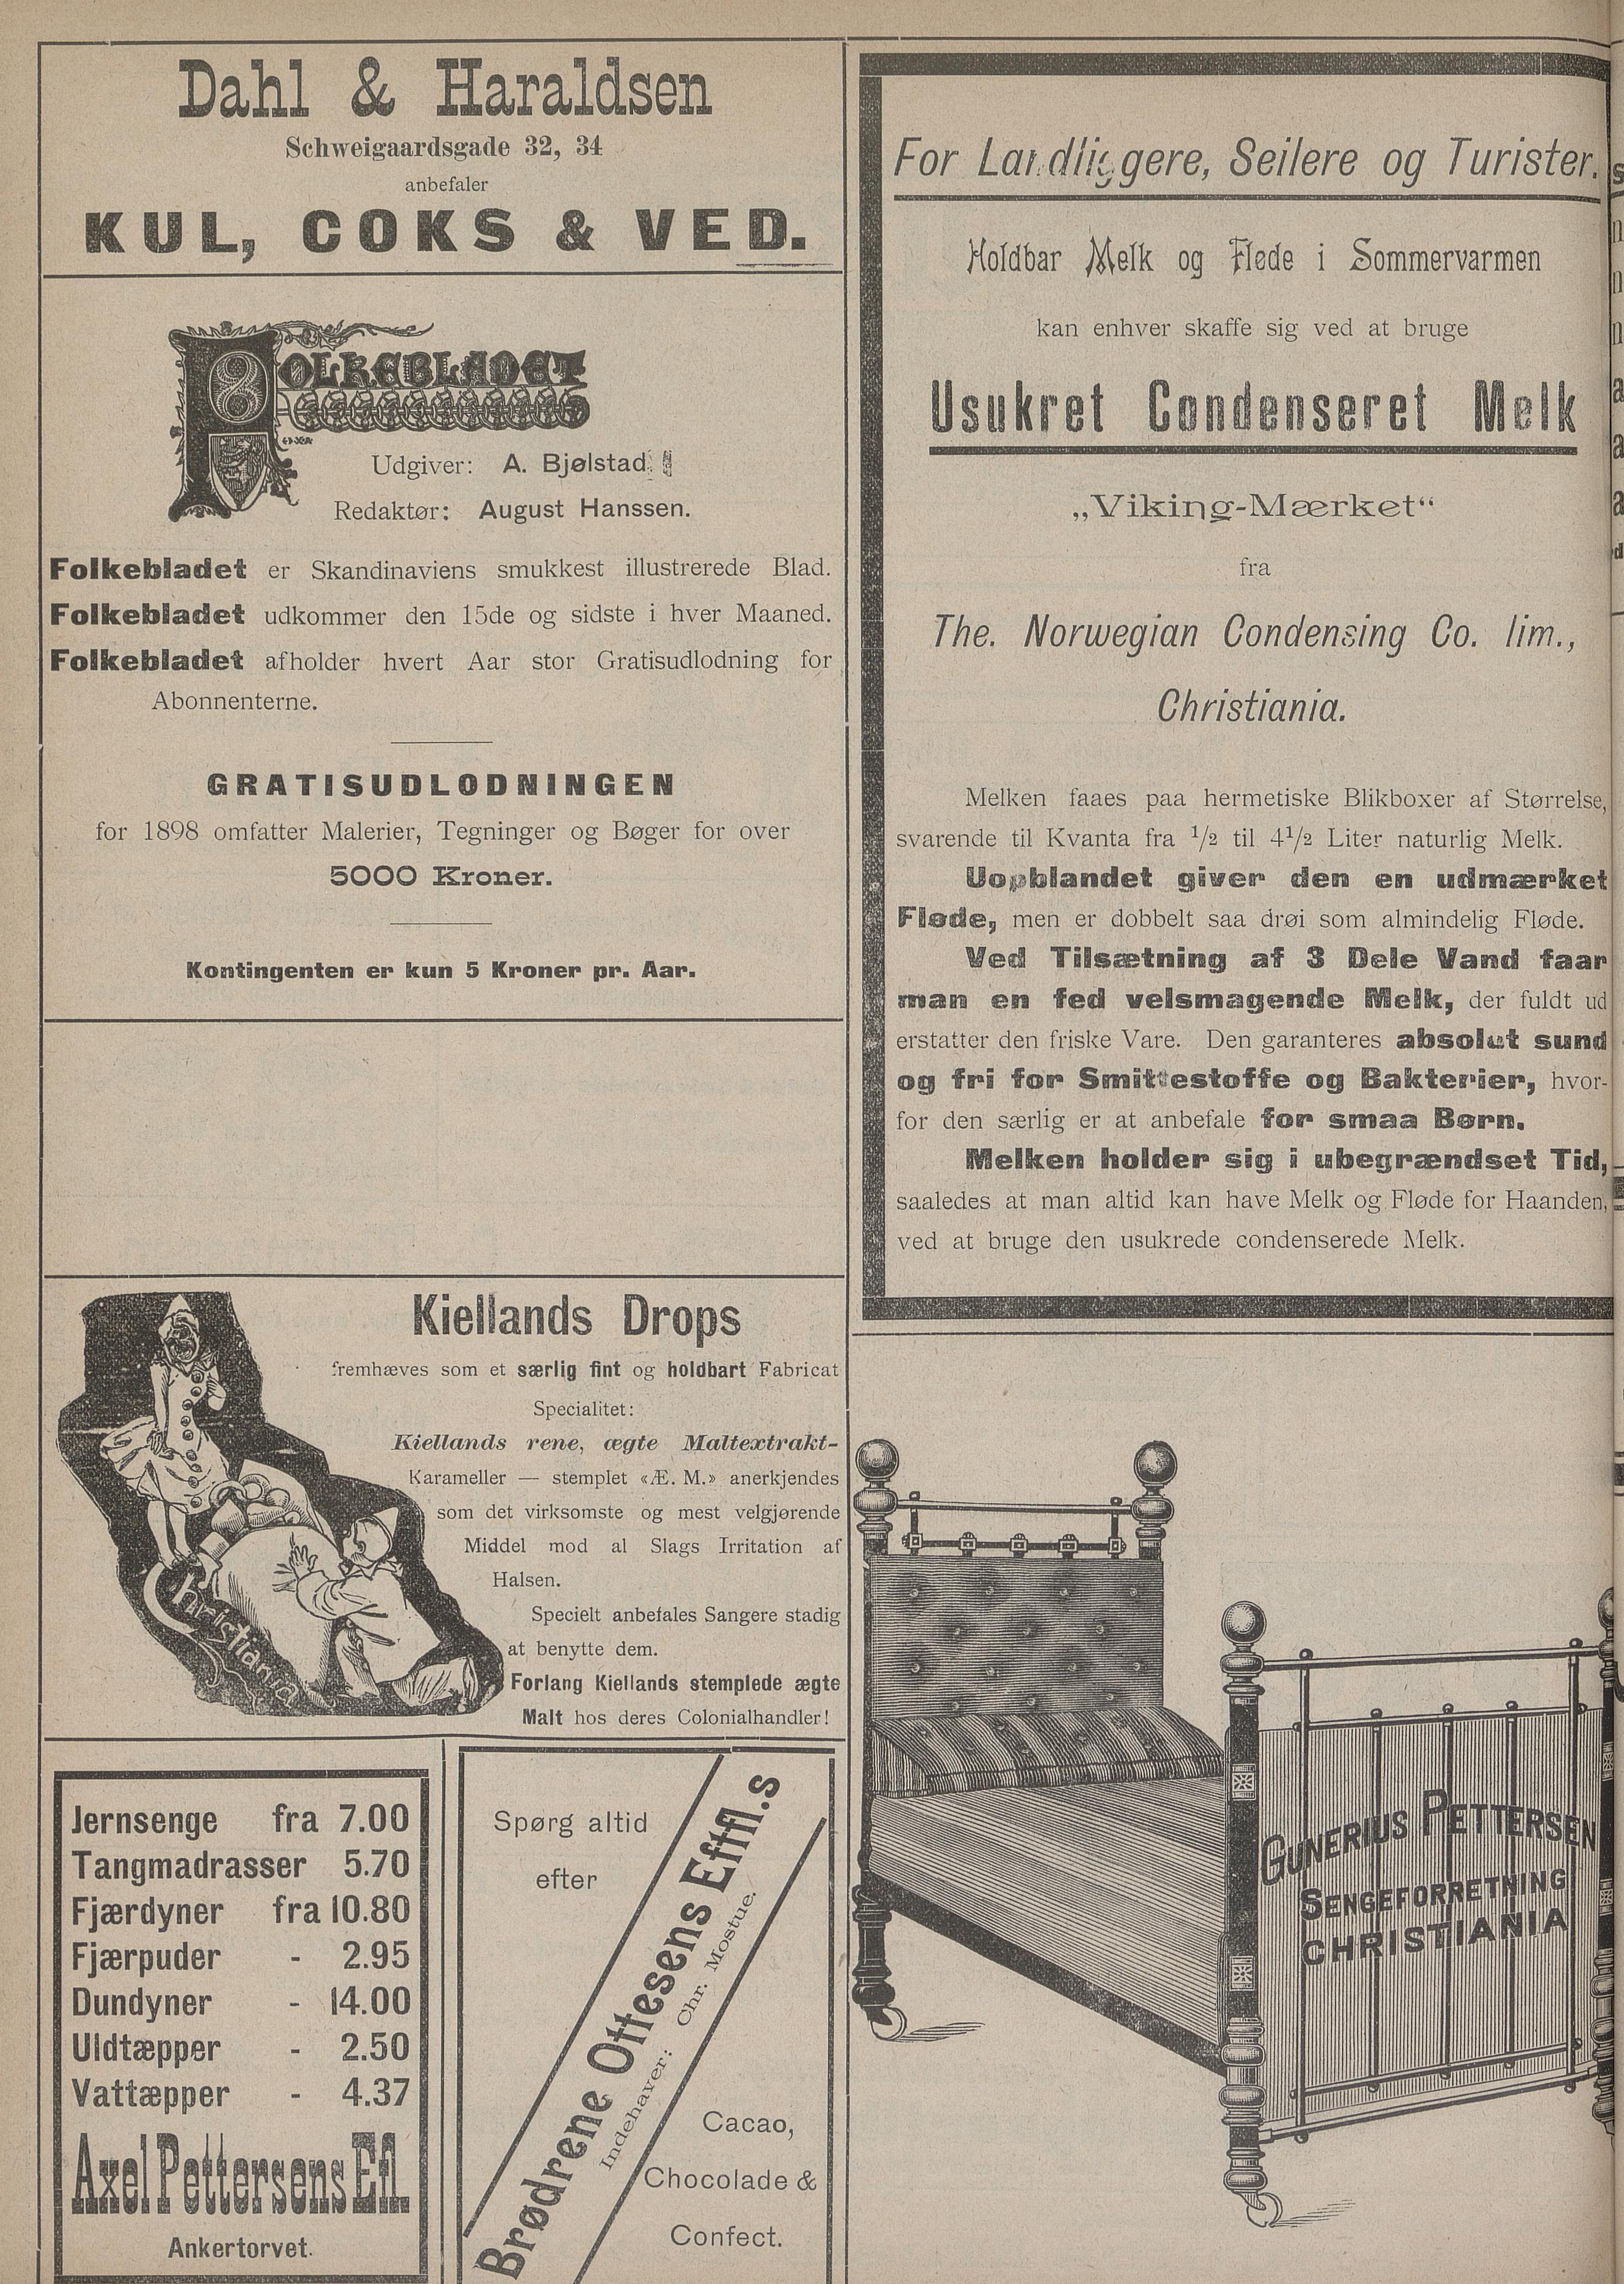 Dahl & Haraldsen
Schweigaardsgade 32, 34
anbefaler
KUL, COKS & VED.
FOLKEBLADET
Udgiver: A. Bjølstad.
Redaktør: August Hanssen.
Folkebladet er Skandinaviens smukkest illustrerede Blad.
Folkebladet udkommer den 15de og sidste i hver Maaned.
Folkebladet afholder hvert Aar stor Gratisudlodning for
Abonnenterne.
GRATISUDLODNINGEN
for 1898 omfatter Malerier, Tegninger og Bøger for over
5000 Kroner.
Kontingenten er kun 5 Kroner pr. Aar.
Kiellands Drops
fremhæves som et særlig fint og holdbart Fabricat
Specialitet:
Kiellands rene, ægte Maltextrakt-
Karameller — stemplet «Æ. M.» anerkjendes
som det virksomste og mest velgjørende
Middel mod al Slags Irritation af
Halsen.
Specielt anbefales Sangere stadig
at benytte dem.
Forlang Kiellands stemplede ægte
Malt hos deres Colonialhandler!
Christiania
Jernsenge fra 7.00
Tangmadrasser 5.70
Fjærdyner fra 10.80
Fjærpuder - 2.95
Dundyner - 14.00
Uldtæpper - 2.50
Vattæpper - 4.37
Axel Pettersens Efl.
Ankertorvet.
Spørg altid
efter
Brødrene Ottesens Eftfl.s
Indehaver: Chr. Mostue.
Cacao,
Chocolade &
Confect.
For Landliggere, Seilere og Turister.
Holdbar Melk og Fløde i Sommervarmen
kan enhver skaffe sig ved at bruge
Usukret Condenseret Melk
„Viking-Mærket“
fra
The. Norwegian Condensing Co. lim.,
Christiania.
Melken faaes paa hermetiske Blikboxer af Størrelse,
svarende til Kvanta fra 1/2 til 4 1/2 Liter naturlig Melk.
Uopblandet giver den en udmærket
Fløde, men er dobbelt saa drøi som almindelig Fløde.
Ved Tilsætning af 3 Dele Vand faar
man en fed velsmagende Melk, der fuldt ud
erstatter den friske Vare. Den garanteres absolut sund
og fri for Smittestoffe og Bakterier, hvor-
for den særlig er at anbefale for smaa Børn.
Melken holder sig i ubegrændset Tid,
saaledes at man altid kan have Melk og Fløde for Haanden,
ved at bruge den usukrede condenserede Melk.
GUNERIUS PETTERSEN
SENGEFORRETNING
CHRISTIANIA